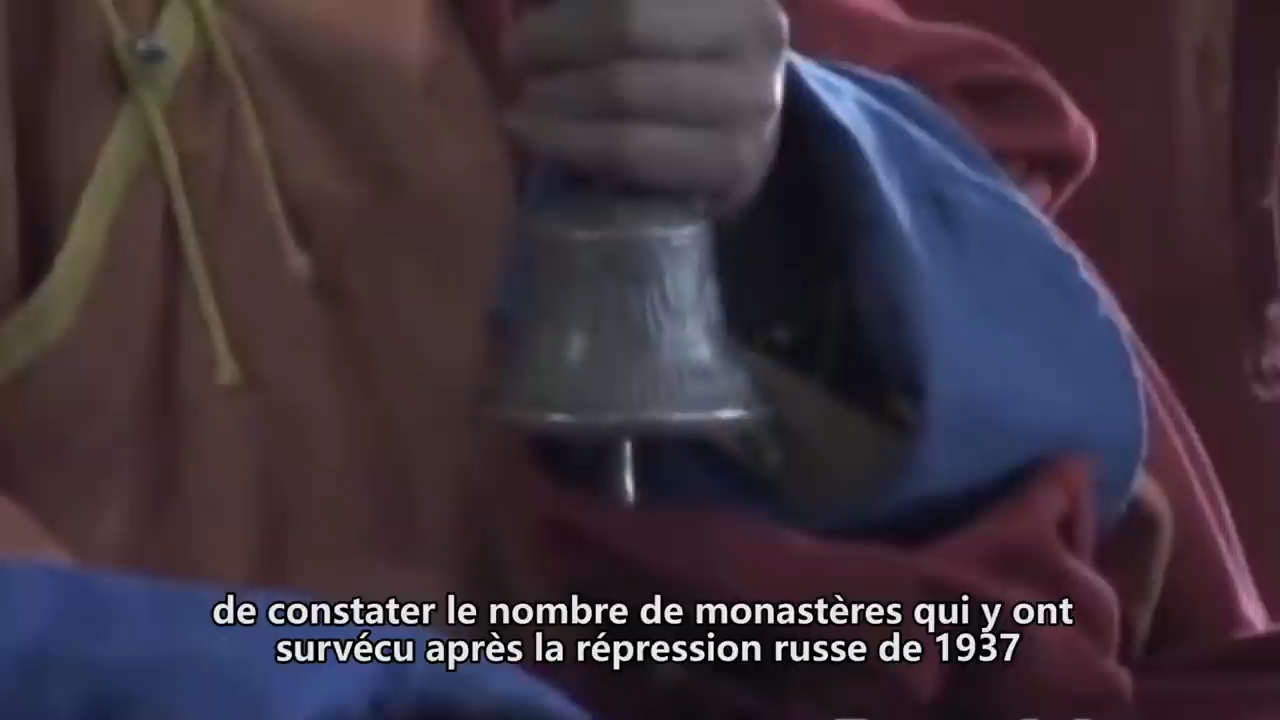 de constater le nombre de monastères qui y ont
survécu après la répression russe de 1937